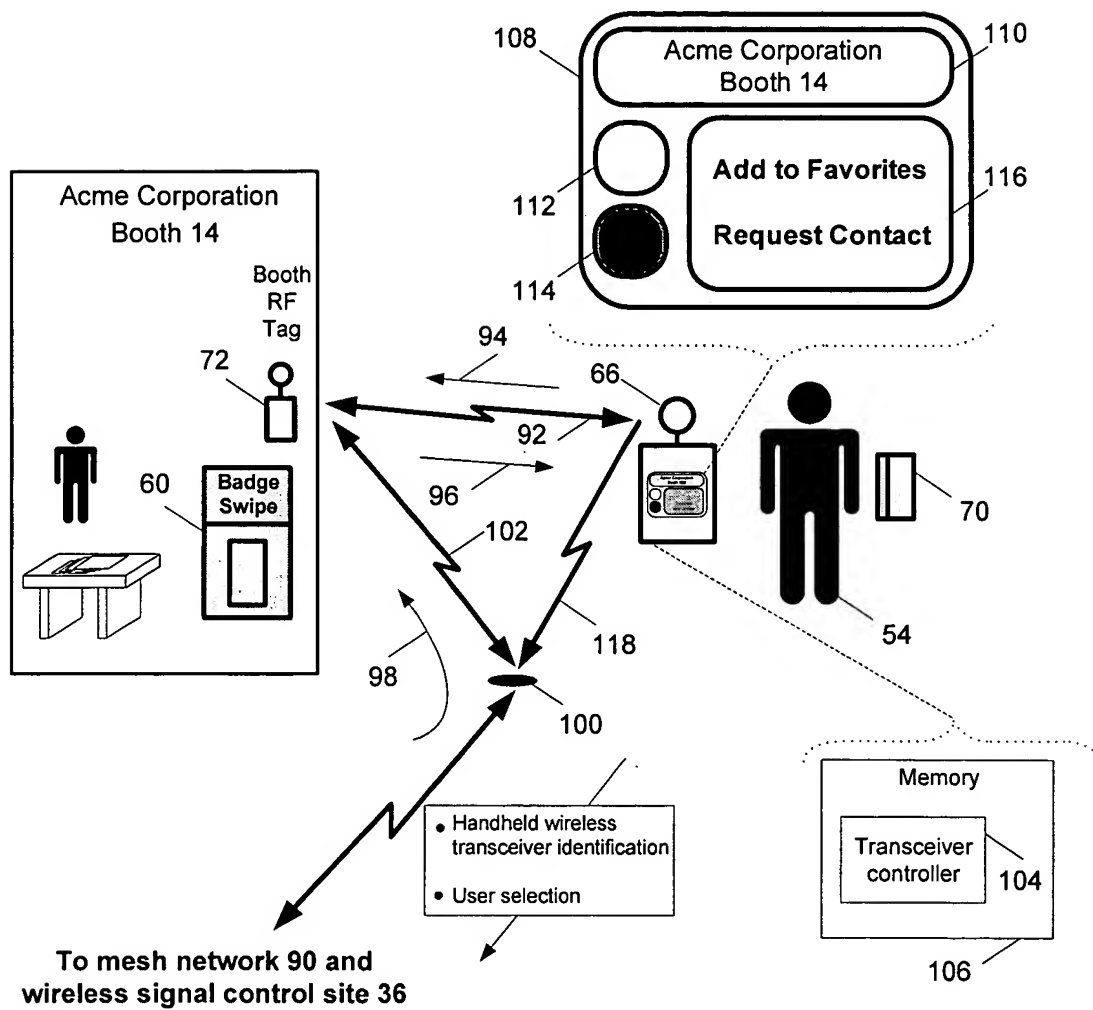 108
110
Acme Corporation
Booth 14
112
Add to Favorites
116
Request Contact
114
Acme Corporation
Booth 14
Booth
RF
Tag
72
94
66
92
96
60
Badge
Swipe
102
70
54
118
98
100
Memory
Transceiver
controller
104
106
● Handheld wireless
transceiver identification
● User selection
To mesh network 90 and
wireless signal control site 36